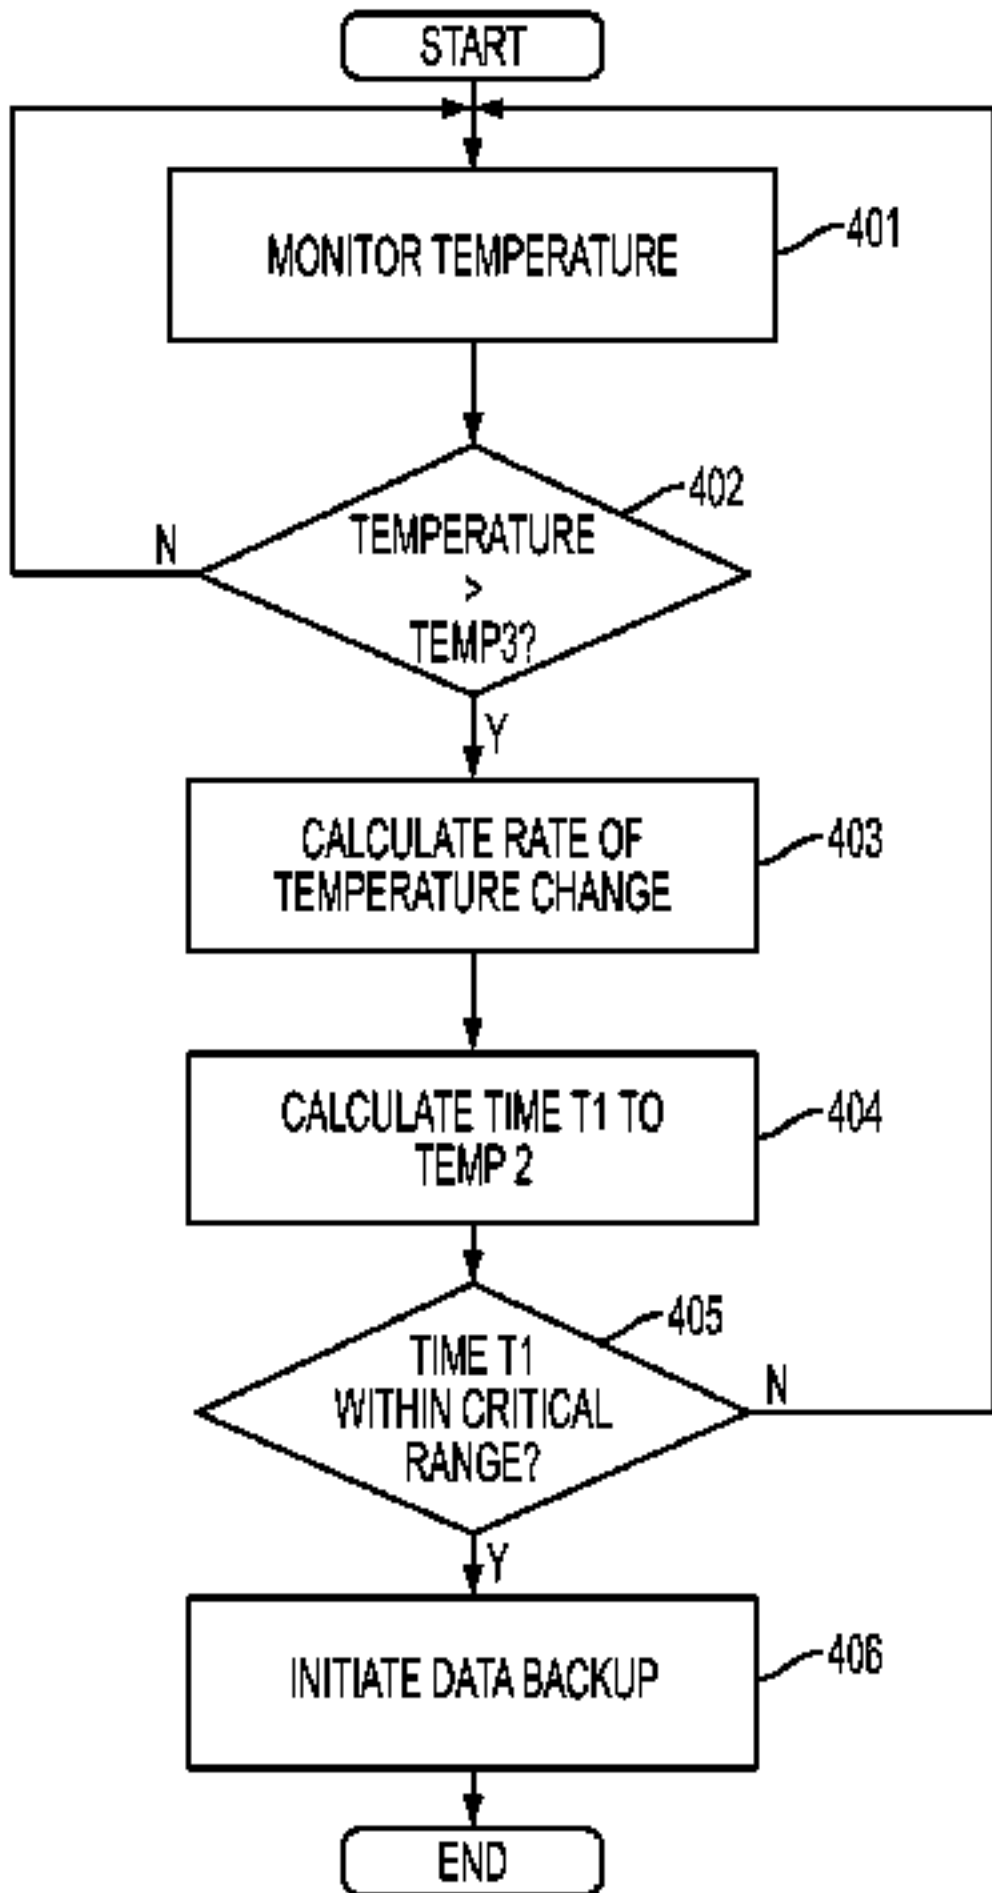 START
MONITOR TEMPERATURE
401
402
TEMPERATURE
>
TEMP3?
N
Y
CALCULATE RATE OF
TEMPERATURE CHANGE
403
CALCULATE TIME T1 TO
TEMP 2
404
405
TIME T1
WITHIN CRITICAL
RANGE?
N
Y
INITIATE DATA BACKUP
406
END